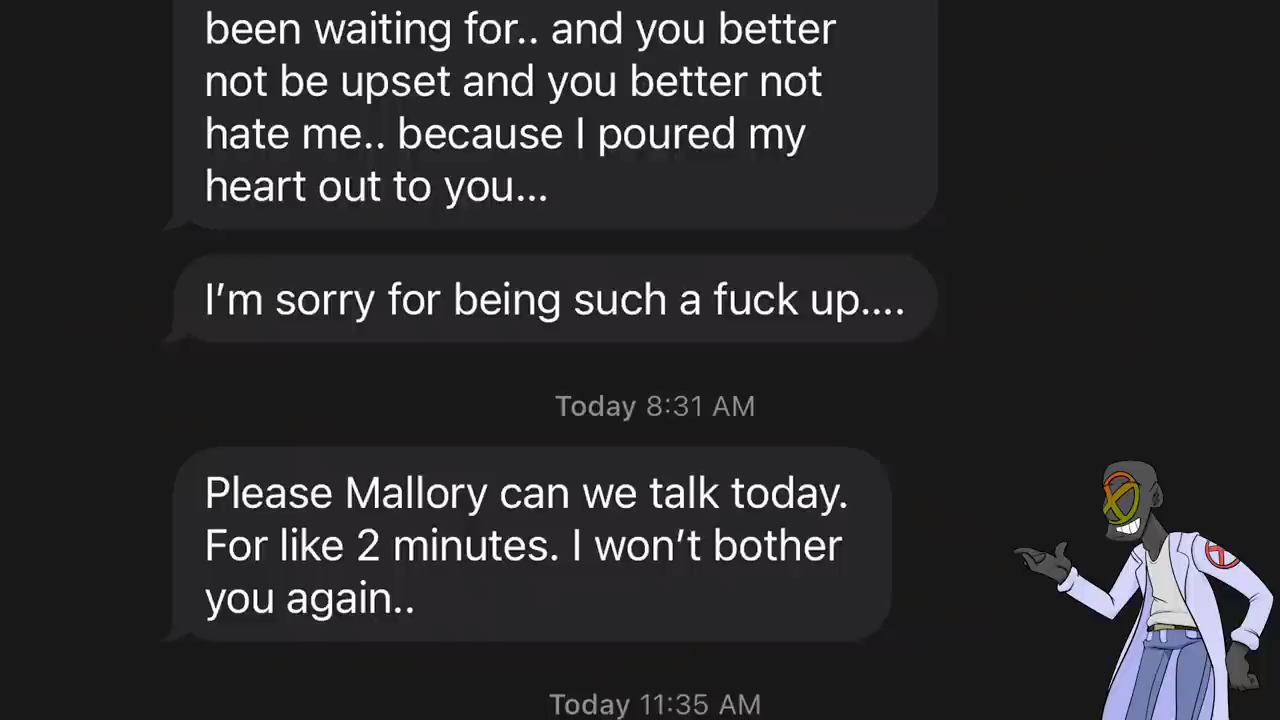 been waiting for.. and you better
not be upset and you better not
hate me.. because I poured my
heart out to you...
I’m sorry for being such a fuck up....
Today 8:31 AM
Please Mallory can we talk today.
For like 2 minutes. I won’t bother
you again..
Today 11:35 AM